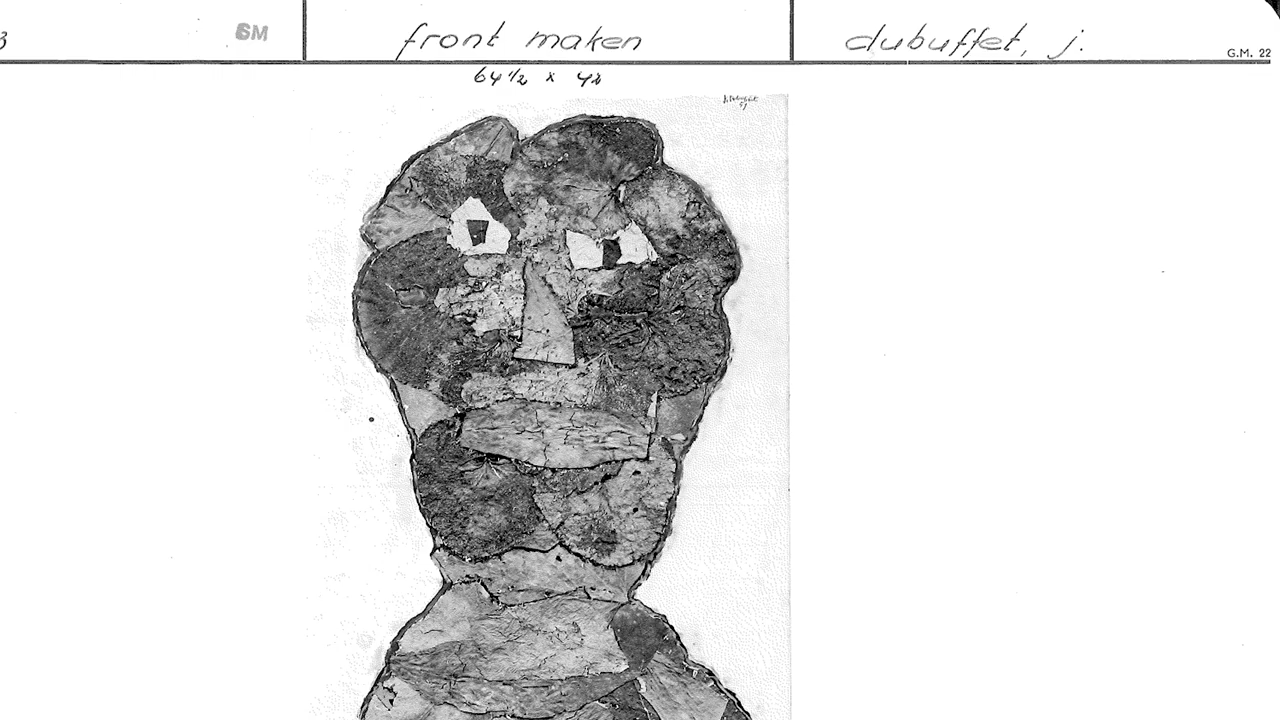 3
SM
front maken
dubuffet, j.
G.M. 22
64 1/2 x 42